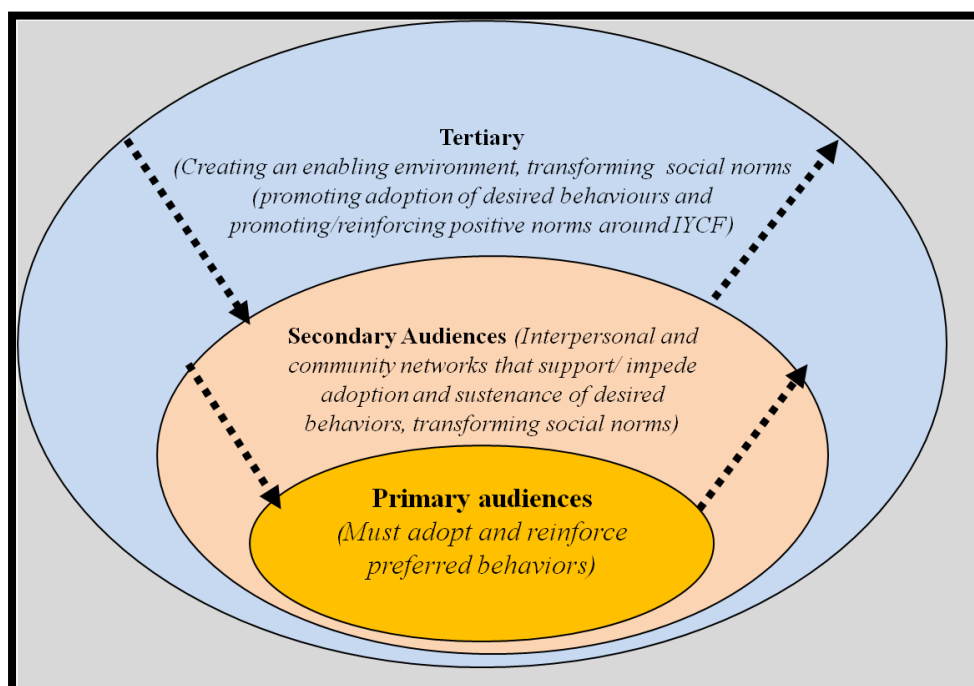 Tertiary
(Creating an enabling environment, transforming social norms
(promoting adoption of desired behaviours and
promoting/reinforcing positive norms around IYCF)
Secondary Audiences (Interpersonal and
community networks that support/ impede
adoption and sustenance of desired
behaviors, transforming social norms)
Primary audiences
(Must adopt and reinforce
preferred behaviors)